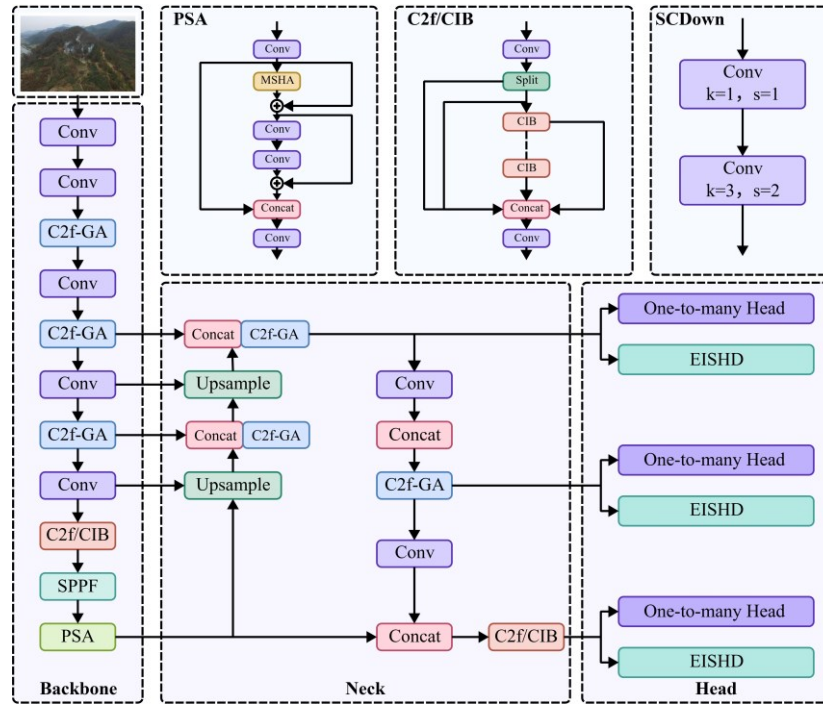 PSA
Conv
MSHA
Conv
Conv
Concat
Conv
C2f/CIB
Conv
Split
CIB
CIB
Concat
Conv
SCDown
Conv
k=1, s=1
Conv
k=3, s=2
Conv
Conv
C2f-GA
Conv
C2f-GA
Conv
C2f-GA
Conv
C2f/CIB
SPPF
PSA
Backbone
Concat C2f-GA
Upsample
Concat C2f-GA
Upsample
Conv
Concat
C2f-GA
Conv
Concat
C2f/CIB
Neck
One-to-many Head
EISHD
One-to-many Head
EISHD
One-to-many Head
EISHD
Head